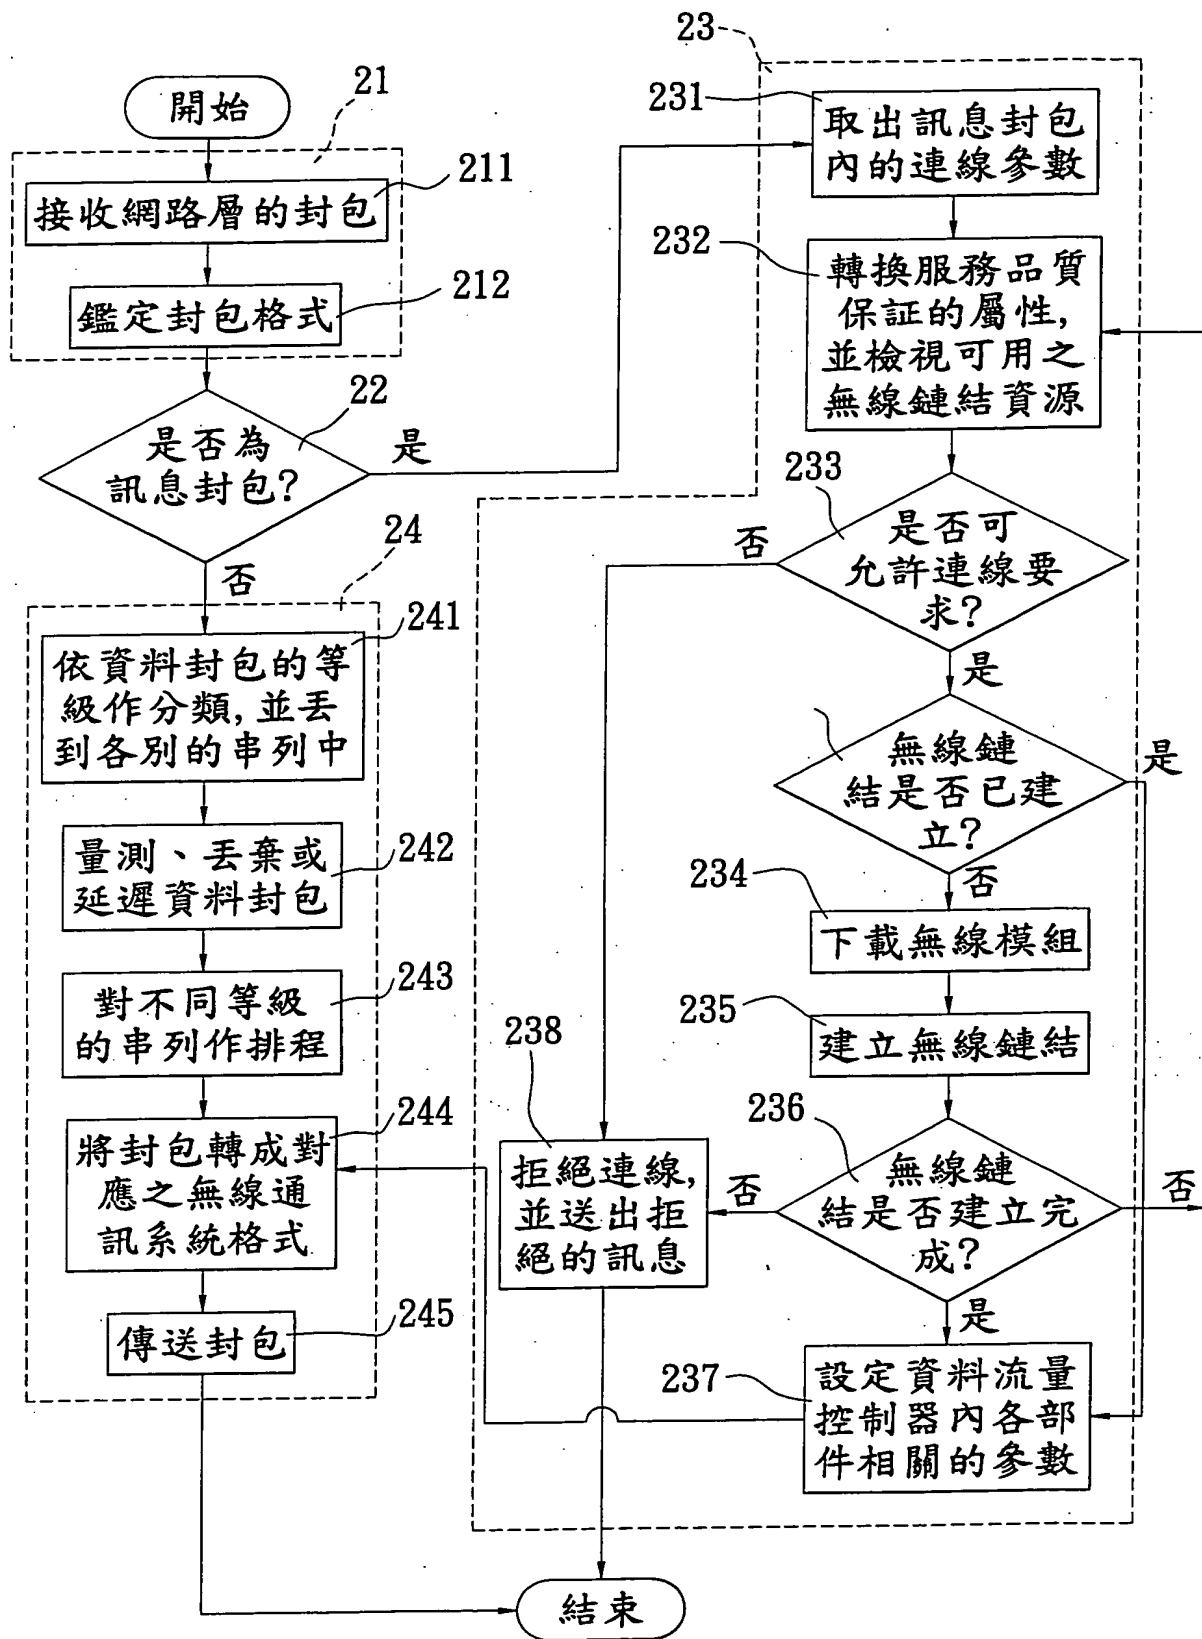 開始
21
211
接收網路層的封包
212
鑑定封包格式
22
是否為
訊息封包?
是
否
24
241
依資料封包的等
級作分類,並丟
到各別的串列中
242
量測、丟棄或
延遲資料封包
243
對不同等級
的串列作排程
244
將封包轉成對
應之無線通
訊系統格式
245
傳送封包
23
231
取出訊息封包
內的連線參數
232
轉換服務品質
保証的屬性,
並檢視可用之
無線鏈結資源
233
是否可
允許連線要
求?
否
是
無線鏈
結是否已建
立?
是
否
234
下載無線模組
235
建立無線鏈結
236
無線鏈
結是否建立完
成?
否
否
是
238
拒絕連線,
並送出拒
絕的訊息
237
設定資料流量
控制器內各部
件相關的參數
結束